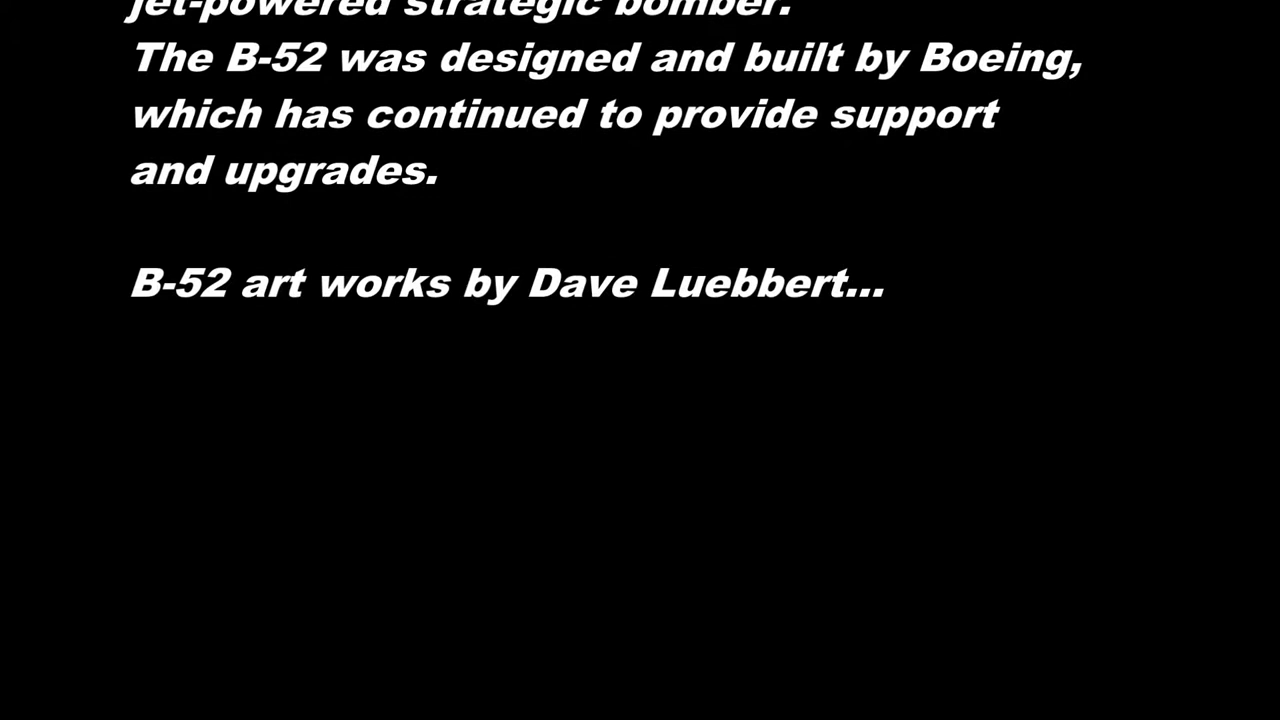 jet-powered strategic bomber.
The B-52 was designed and built by Boeing,
which has continued to provide support
and upgrades.
B-52 art works by Dave Luebbert...